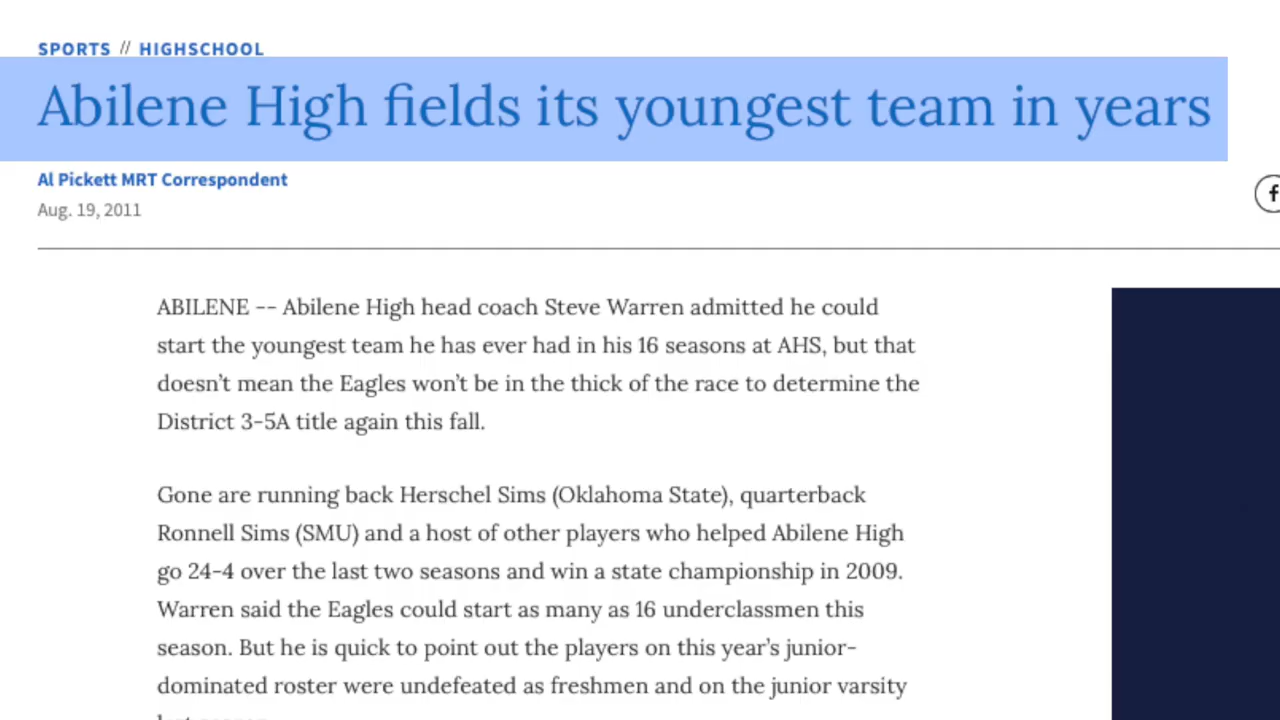 SPORTS // HIGHSCHOOL
Abilene High fields its youngest team in years
Al Pickett MRT Correspondent
Aug. 19, 2011
f
ABILENE -- Abilene High head coach Steve Warren admitted he could
start the youngest team he has ever had in his 16 seasons at AHS, but that
doesn’t mean the Eagles won’t be in the thick of the race to determine the
District 3-5A title again this fall.
Gone are running back Herschel Sims (Oklahoma State), quarterback
Ronnell Sims (SMU) and a host of other players who helped Abilene High
go 24-4 over the last two seasons and win a state championship in 2009.
Warren said the Eagles could start as many as 16 underclassmen this
season. But he is quick to point out the players on this year’s junior-
dominated roster were undefeated as freshmen and on the junior varsity